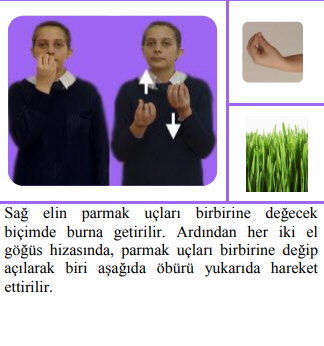 Sağ elin parmak uçları birbirine değecek
biçimde burna getirilir. Ardından her iki el
göğüs hizasında, parmak uçları birbirine değip
açılarak biri aşağıda öbürü yukarıda hareket
ettirilir.